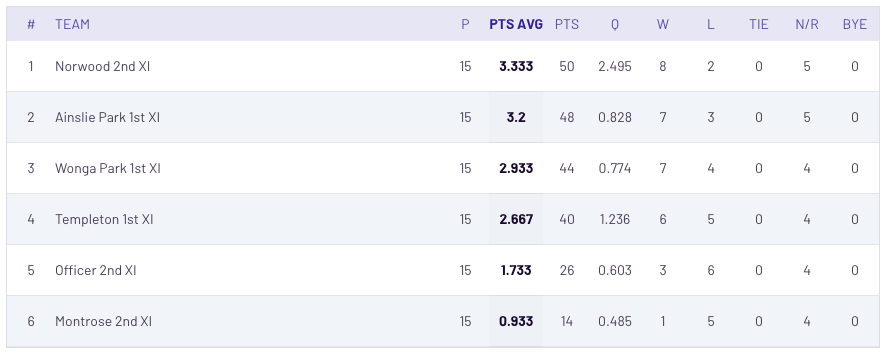 # TEAM P PTS AVG PTS Q W L TIE N/R BYE
1 Norwood 2nd XI 15 3.333 50 2.495 8 2 0 5 0
2 Ainslie Park 1st XI 15 3.2 48 0.828 7 3 0 5 0
3 Wonga Park 1st XI 15 2.933 44 0.774 7 4 0 4 0
4 Templeton 1st XI 15 2.667 40 1.236 6 5 0 4 0
5 Officer 2nd XI 15 1.733 26 0.603 3 6 0 4 0
6 Montrose 2nd XI 15 0.933 14 0.485 1 5 0 4 0